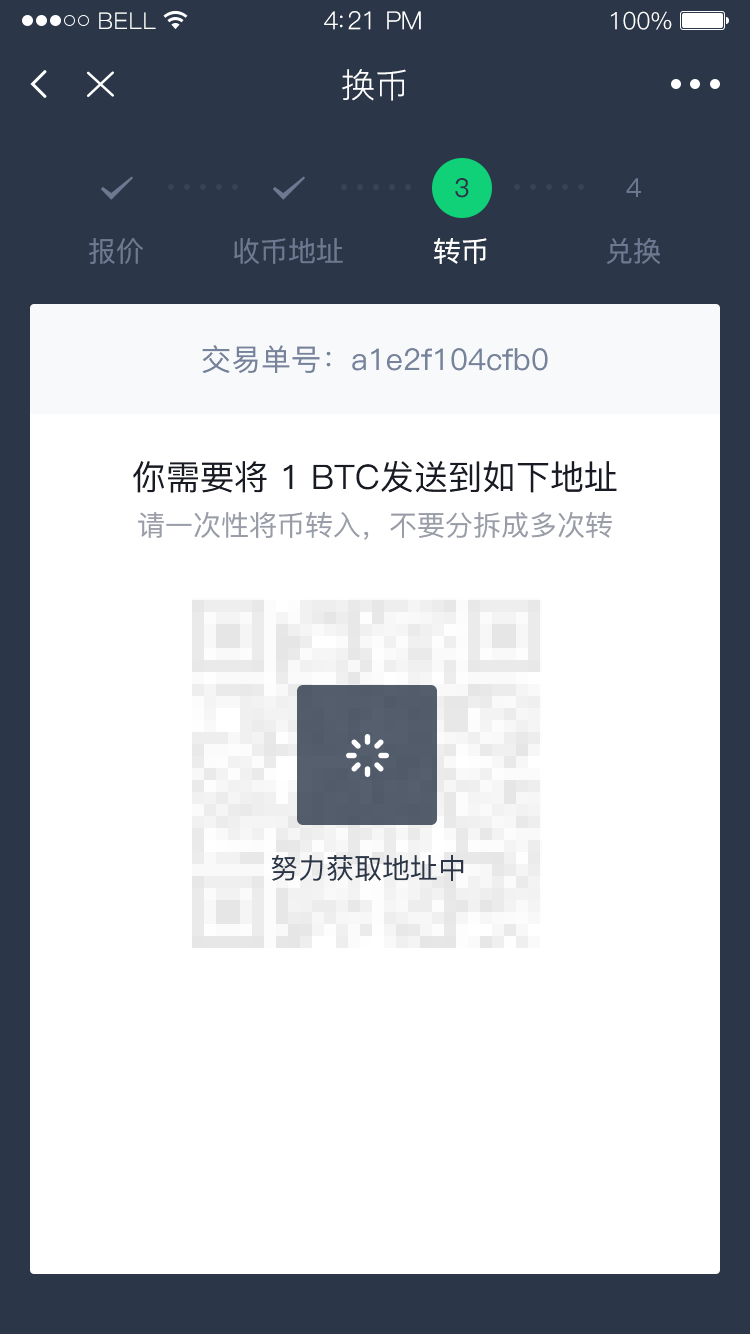 BELL 4:21 PM 100%
换币
3 4
报价 收币地址 转币 兑换
交易单号：a1e2f104cfb0
你需要将 1 BTC发送到如下地址
请一次性将币转入，不要分拆成多次转
努力获取地址中